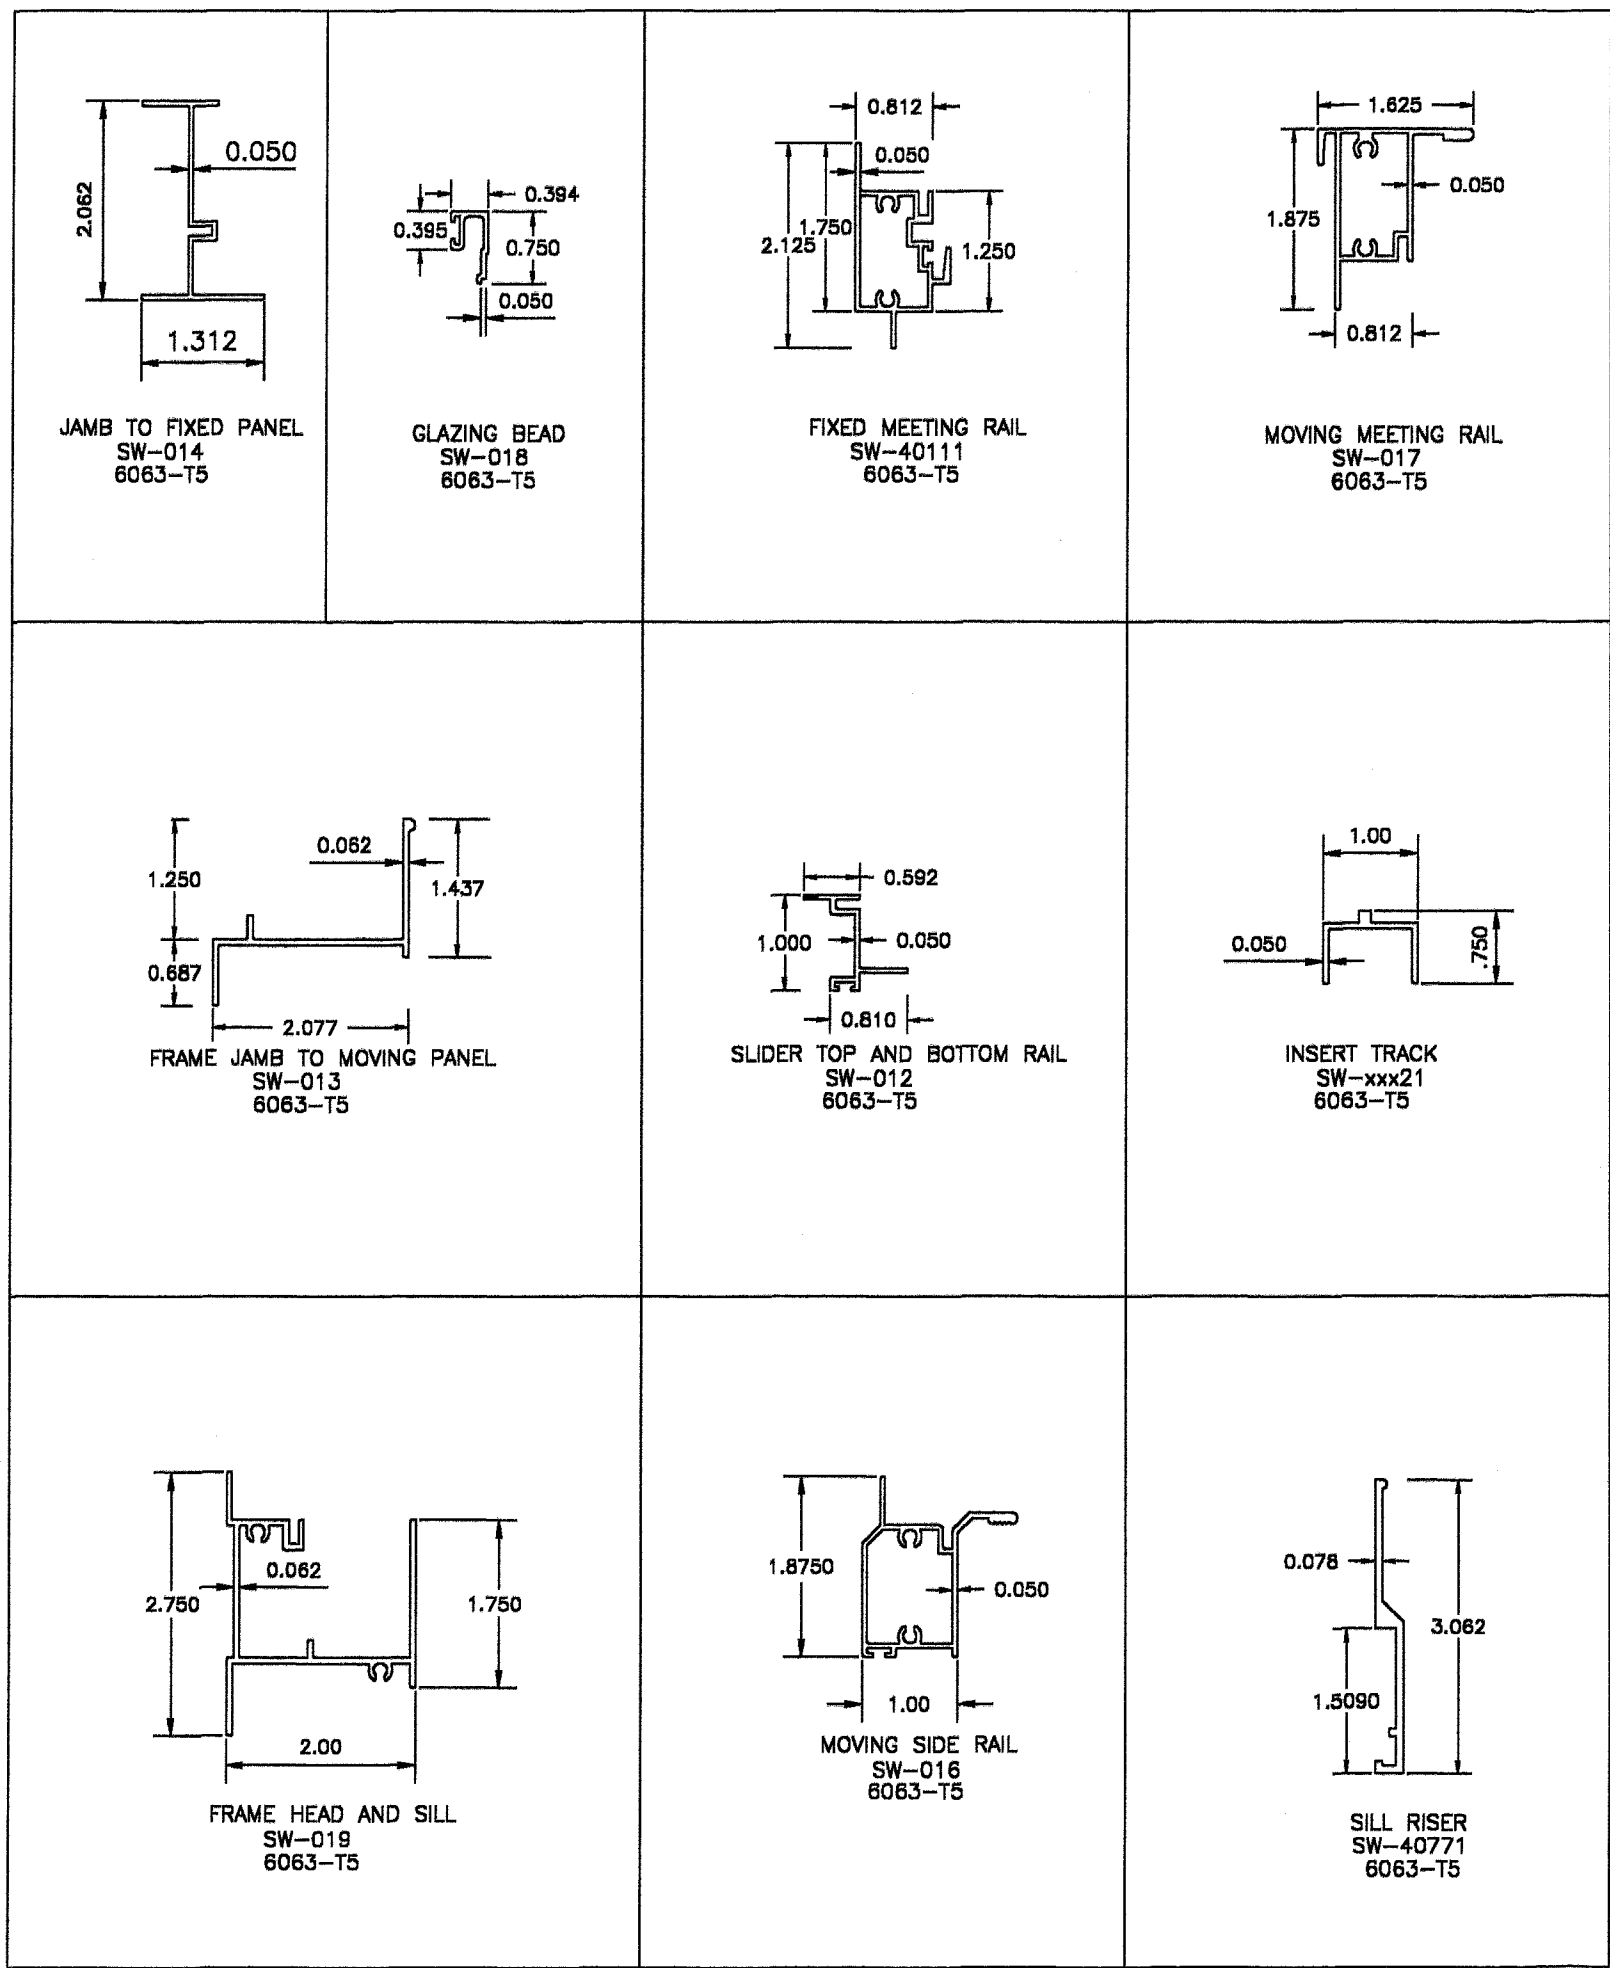 2.062
0.050
1.312
JAMB TO FIXED PANEL
SW-014
6063-T5
0.394
0.395
0.750
0.050
GLAZING BEAD
SW-018
6063-T5
0.812
0.050
1.750
2.125
1.250
FIXED MEETING RAIL
SW-40111
6063-T5
1.625
0.050
1.875
0.812
MOVING MEETING RAIL
SW-017
6063-T5
0.062
1.250
1.437
0.687
2.077
FRAME JAMB TO MOVING PANEL
SW-013
6063-T5
0.592
1.000
0.050
0.810
SLIDER TOP AND BOTTOM RAIL
SW-012
6063-T5
1.00
0.050
.750
INSERT TRACK
SW-xxx21
6063-T5
0.062
2.750
1.750
2.00
FRAME HEAD AND SILL
SW-019
6063-T5
1.8750
0.050
1.00
MOVING SIDE RAIL
SW-016
6063-T5
0.078
3.062
1.5090
SILL RISER
SW-40771
6063-T5